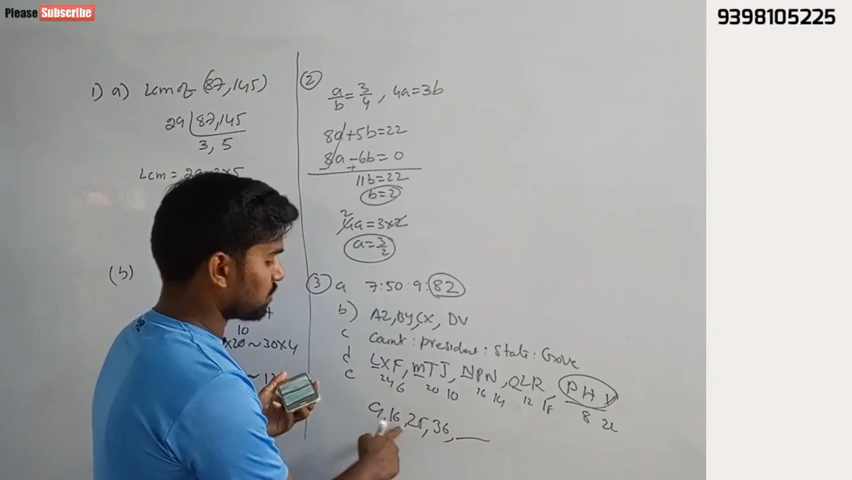 Please Subscribe
9398105225
1) a) Lcm of (87,145)
29 87,145
3, 5
Lcm = 29
(b)
10
x20~30x4
② a/b = 3/4 , 4a=3b
8a+5b=22
8a-6b=0
11b=22
b=2
2
4a=3x2
a=3/2
③ a 7:50:9:82
b) AZ,BY,CX, DV
c Count: president: state: Gove
d LXF, mTJ, NPN, QLR, PHV
24 6 20 10 16 14 12 18 8 22
e
9,16,25,36,___